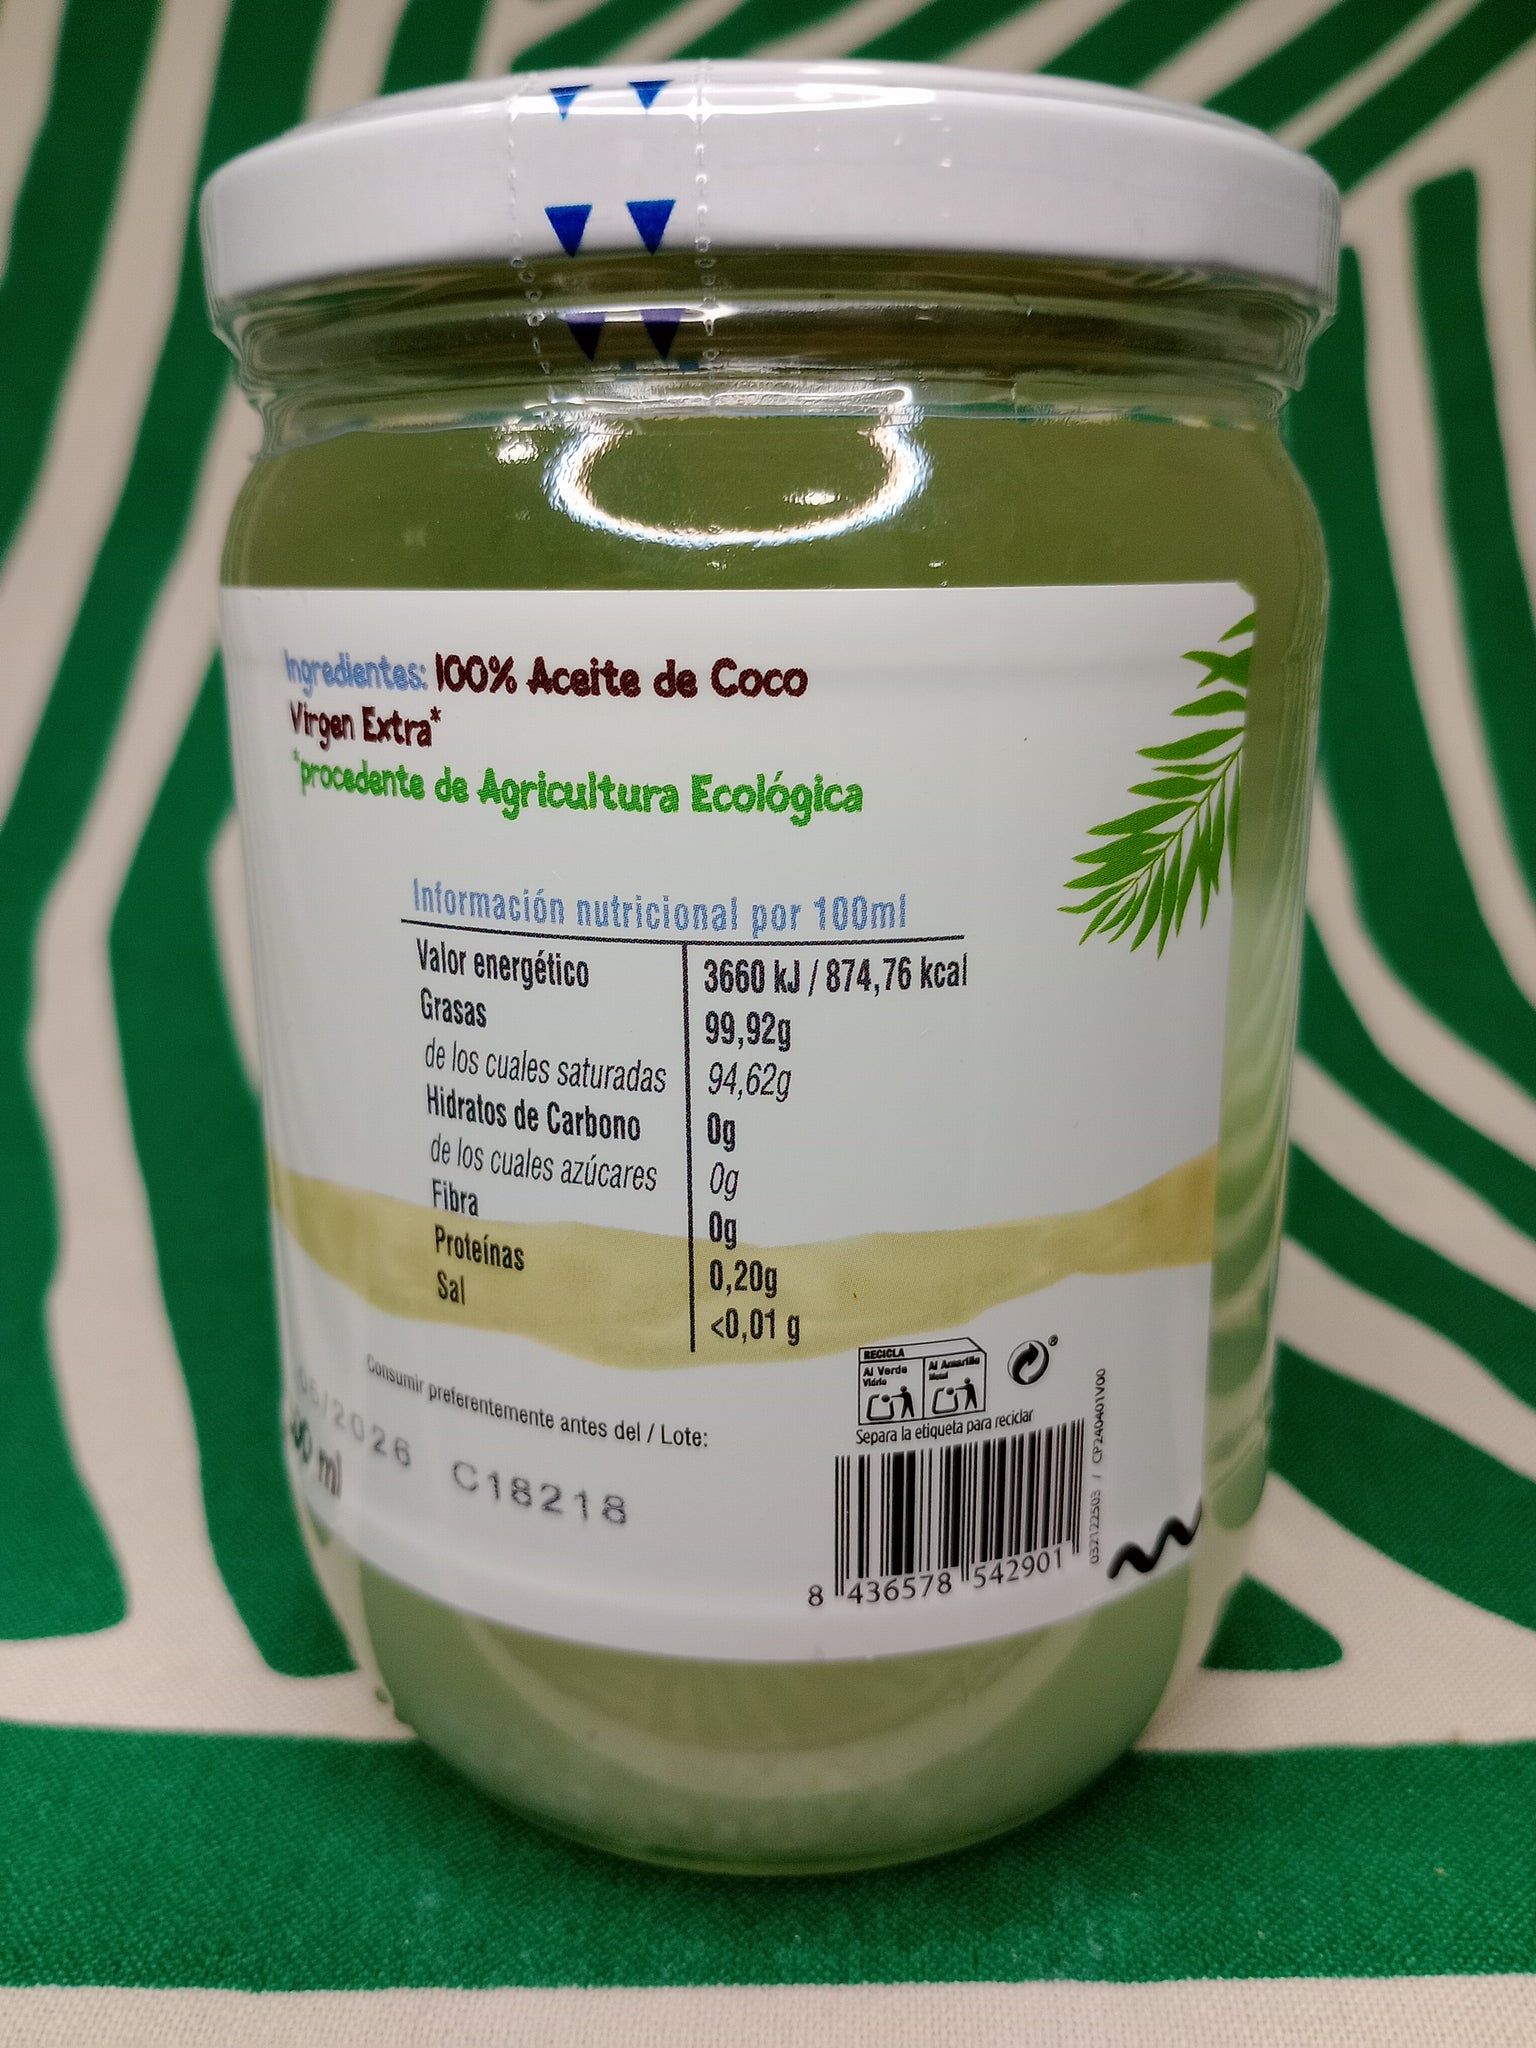 Ingredientes: 100% Aceite de Coco
Virgen Extra*
*procedente de Agricultura Ecológica
Información nutricional por 100ml
Valor energético 3660 kJ / 874,76 kcal
Grasas 99,92g
de los cuales saturadas 94,62g
Hidratos de Carbono 0g
de los cuales azúcares 0g
Fibra 0g
Proteínas 0,20g
Sal <0,01 g
RECICLA
Al Verde Al Amarillo
Vidrio Metal
Separa la etiqueta para reciclar
Consumir preferentemente antes del / Lote:
05/2026 C18218
ml
8 436578 542901
032122503 / CP240401V00